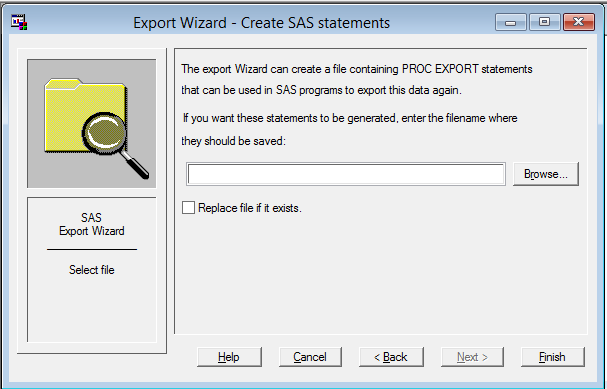 Export Wizard - Create SAS statements
The export Wizard can create a file containing PROC EXPORT statements
that can be used in SAS programs to export this data again.
If you want these statements to be generated, enter the filename where
they should be saved:
Browse...
Replace file if it exists.
SAS
Export Wizard
Select file
Help
Cancel
< Back
Next >
Finish